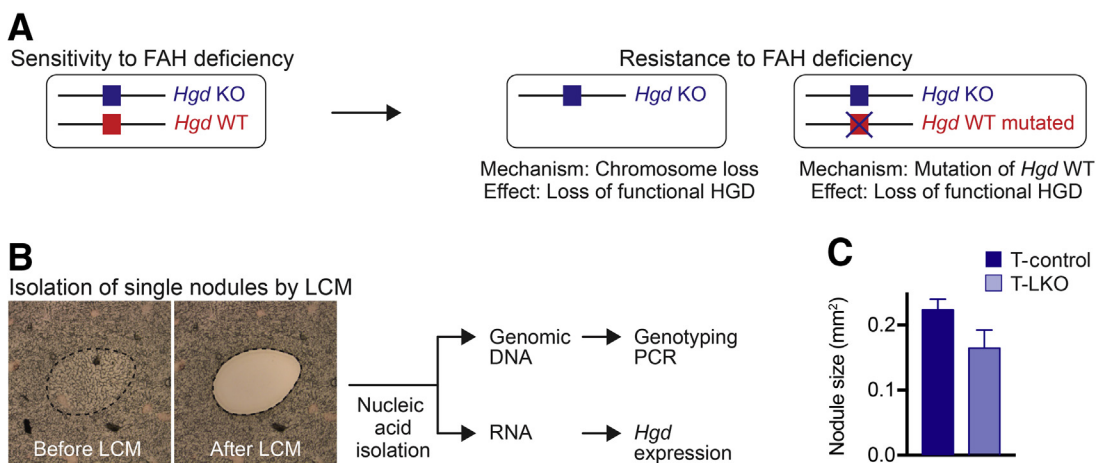 A
Sensitivity to FAH deficiency
Hgd KO
Hgd WT
Resistance to FAH deficiency
Hgd KO
Mechanism: Chromosome loss
Effect: Loss of functional HGD
Hgd KO
Hgd WT mutated
Mechanism: Mutation of Hgd WT
Effect: Loss of functional HGD
B
Isolation of single nodules by LCM
Before LCM
After LCM
Nucleic
acid
isolation
Genomic
DNA
Genotyping
PCR
RNA
Hgd
expression
C
T-control
T-LKO
Nodule size (mm²)
0.2
0.1
0.0